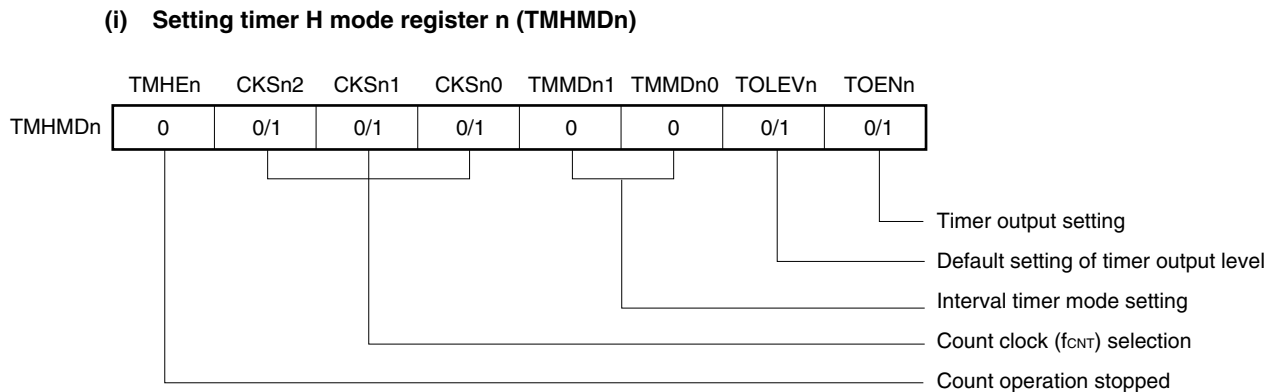 (i) Setting timer H mode register n (TMHMDn)
TMHEn CKSn2 CKSn1 CKSn0 TMMDn1 TMMDn0 TOLEVn TOENn
TMHMDn 0 0/1 0/1 0/1 0 0 0/1 0/1
Timer output setting
Default setting of timer output level
Interval timer mode setting
Count clock (fCNT) selection
Count operation stopped